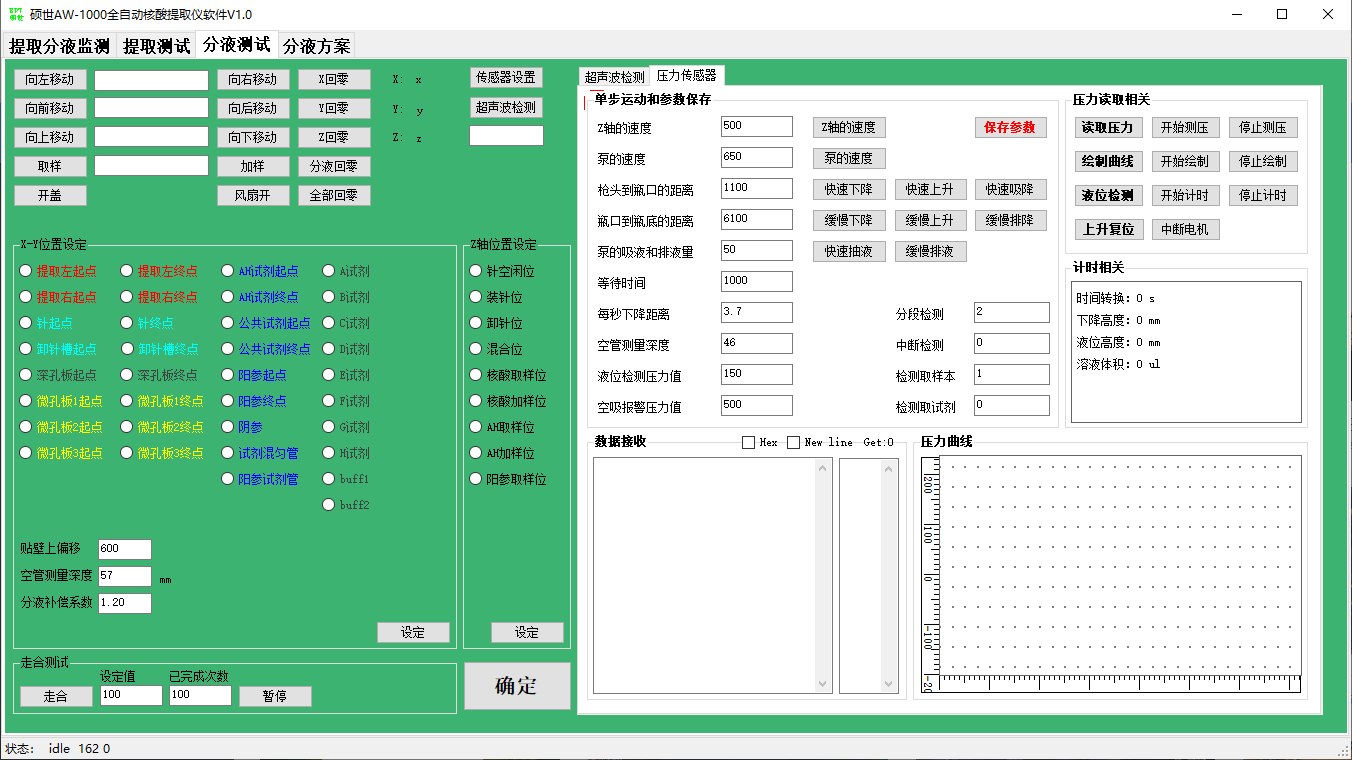 硕世AW-1000全自动核酸提取仪软件V1.0
提取分液监测 提取测试 分液测试 分液方案
向左移动 向右移动 X回零 X: x 传感器设置
向前移动 向后移动 Y回零 Y: y 超声波检测
向上移动 向下移动 Z回零 Z: z
取样 加样 分液回零
开盖 风扇开 全部回零
X-Y位置设定
提取左起点 提取左终点 AH试剂起点 A试剂
提取右起点 提取右终点 AH试剂终点 B试剂
针起点 针终点 公共试剂起点 C试剂
卸针槽起点 卸针槽终点 公共试剂终点 D试剂
深孔板起点 深孔板终点 阳参起点 E试剂
微孔板1起点 微孔板1终点 阳参终点 F试剂
微孔板2起点 微孔板2终点 阴参 G试剂
微孔板3起点 微孔板3终点 试剂混匀管 H试剂
阳参试剂管 buff1
buff2
贴壁上偏移 600
空管测量深度 57 mm
分液补偿系数 1.20
设定
Z轴位置设定
针空闲位
装针位
卸针位
混合位
核酸取样位
核酸加样位
AH取样位
AH加样位
阳参取样位
设定
走合测试
设定值 已完成次数
走合 100 100 暂停
确定
超声波检测 压力传感器
单步运动和参数保存
Z轴的速度 500 Z轴的速度 保存参数
泵的速度 650 泵的速度
枪头到瓶口的距离 1100 快速下降 快速上升 快速吸降
瓶口到瓶底的距离 6100 缓慢下降 缓慢上升 缓慢排降
泵的吸液和排液量 50 快速抽液 缓慢排液
等待时间 1000
每秒下降距离 3.7 分段检测 2
空管测量深度 46 中断检测 0
液位检测压力值 150 检测取样本 1
空吸报警压力值 500 检测取试剂 0
压力读取相关
读取压力 开始测压 停止测压
绘制曲线 开始绘制 停止绘制
液位检测 开始计时 停止计时
上升复位 中断电机
计时相关
时间转换: 0 s
下降高度: 0 mm
液位高度: 0 mm
溶液体积: 0 ul
数据接收 Hex New line Get:0
压力曲线
200
100
0
-100
-20
状态: idle 162 0